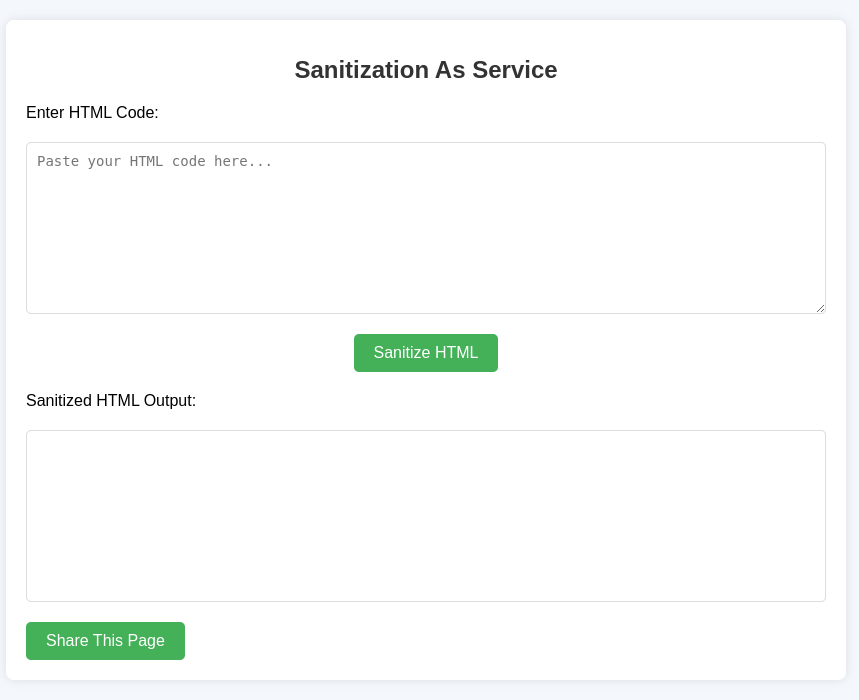 Sanitization As Service
Enter HTML Code:
Paste your HTML code here...
Sanitize HTML
Sanitized HTML Output:
Share This Page